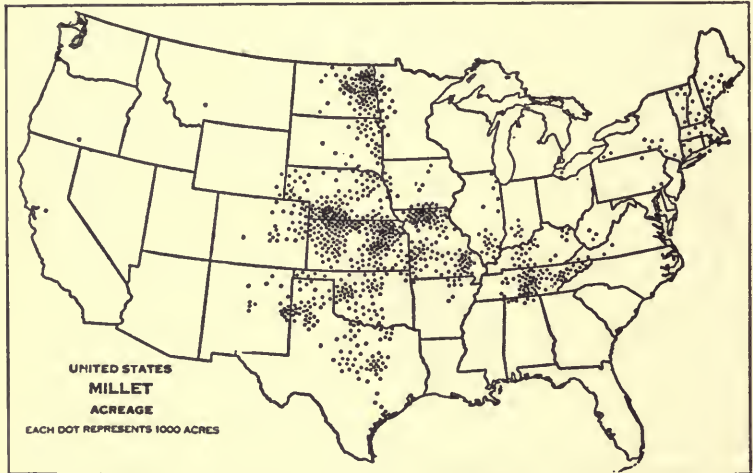 UNITED STATES
MILLET
ACREAGE
EACH DOT REPRESENTS 1000 ACRES